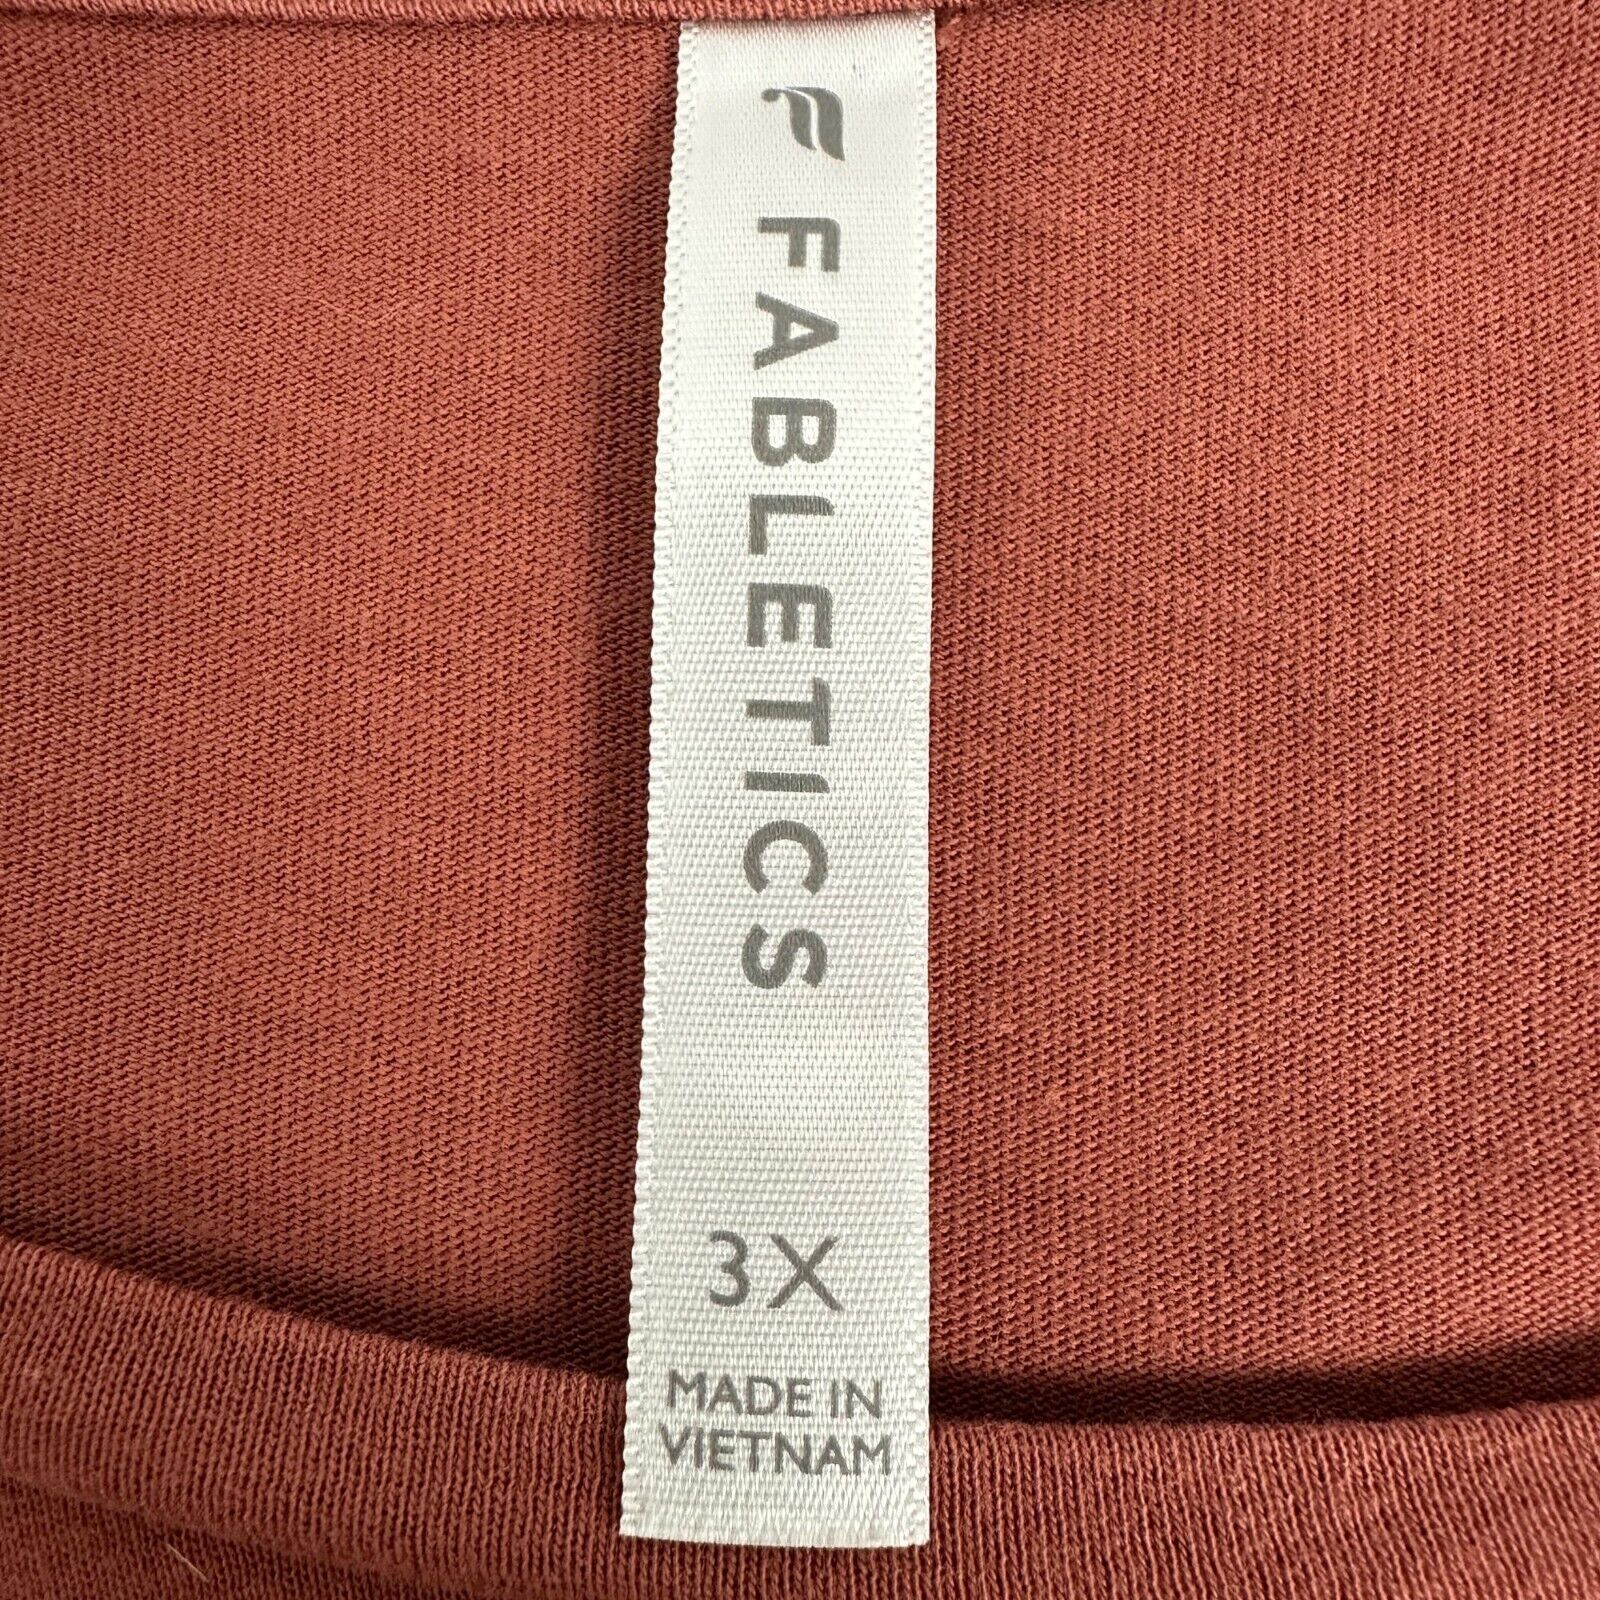 FABLETICS
3X
MADE IN
VIETNAM